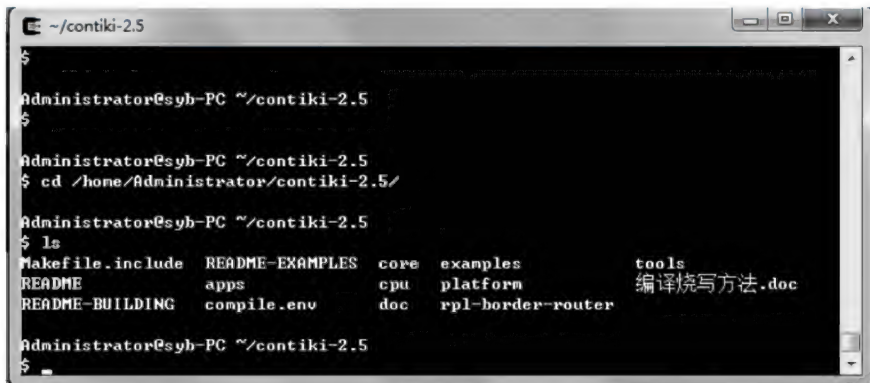 ~/contiki-2.5
$
Administrator@syb-PC ~/contiki-2.5
$
Administrator@syb-PC ~/contiki-2.5
$ cd /home/Administrator/contiki-2.5/
Administrator@syb-PC ~/contiki-2.5
$ ls
Makefile.include README-EXAMPLES core examples tools
README apps cpu platform 编译烧写方法.doc
README-BUILDING compile.env doc rpl-border-router
Administrator@syb-PC ~/contiki-2.5
$